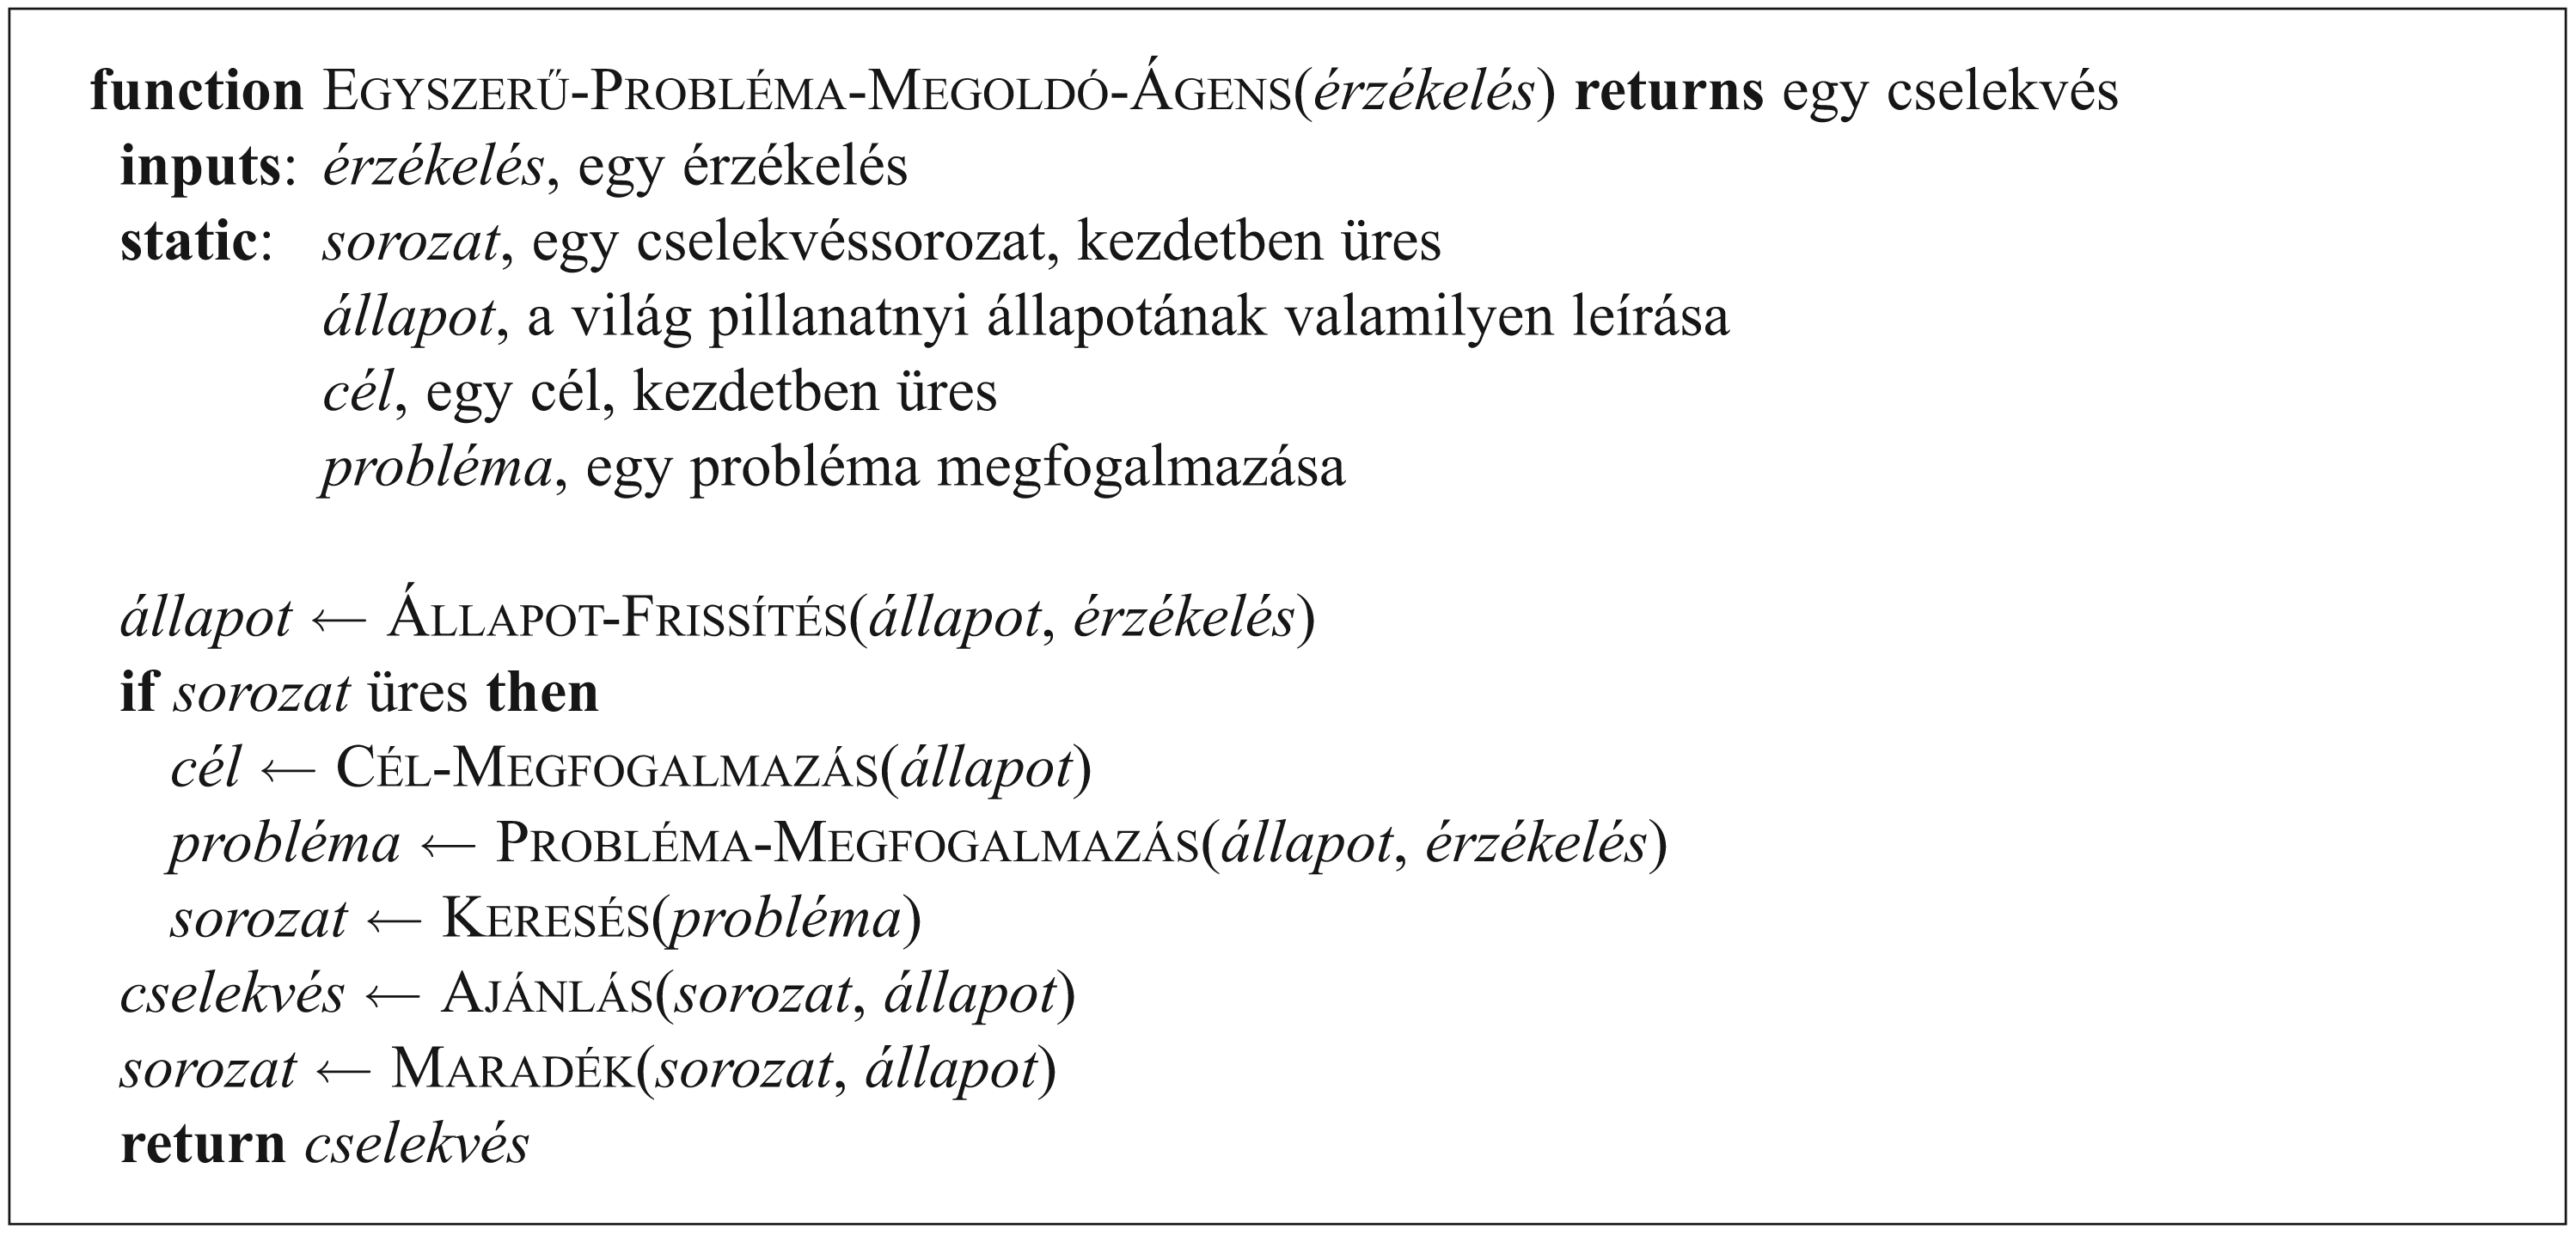 function Egyszerű-Probléma-Megoldó-Ágens(érzékelés) returns egy cselekvés
inputs: érzékelés, egy érzékelés
static: sorozat, egy cselekvéssorozat, kezdetben üres
állapot, a világ pillanatnyi állapotának valamilyen leírása
cél, egy cél, kezdetben üres
probléma, egy probléma megfogalmazása
állapot ← Állapot-Frissítés(állapot, érzékelés)
if sorozat üres then
cél ← Cél-Megfogalmazás(állapot)
probléma ← Probléma-Megfogalmazás(állapot, érzékelés)
sorozat ← Keresés(probléma)
cselekvés ← Ajánlás(sorozat, állapot)
sorozat ← Maradék(sorozat, állapot)
return cselekvés